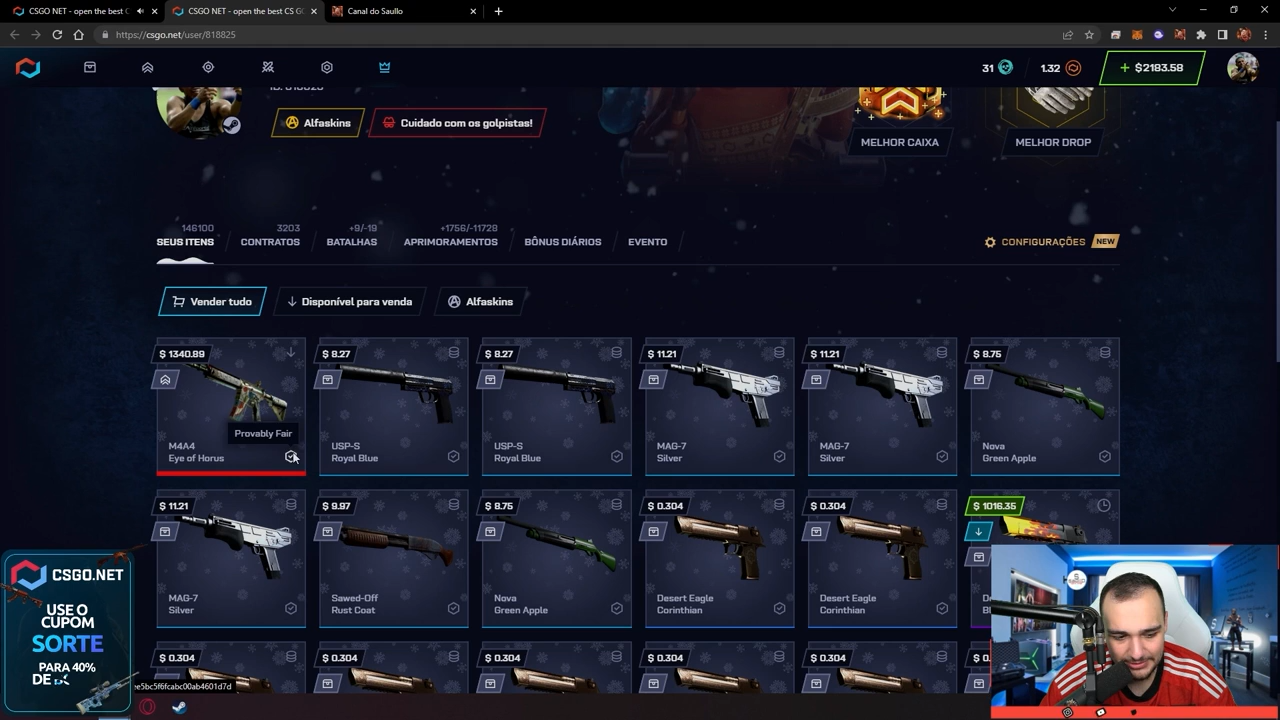 CSGO NET - open the best C
CSGO NET - open the best CS GO
Canal do Saullo
https://csgo.net/user/818825
31
1.32
+ $2183.58
Alfaskins
Cuidado com os golpistas!
MELHOR CAIXA
MELHOR DROP
146100
SEUS ITENS
3203
CONTRATOS
+9/-19
BATALHAS
+1756/-11728
APRIMORAMENTOS
BÔNUS DIÁRIOS
EVENTO
CONFIGURAÇÕES
NEW
Vender tudo
Disponível para venda
Alfaskins
$ 1340.89
Provably Fair
M4A4
Eye of Horus
$ 8.27
USP-S
Royal Blue
$ 8.27
USP-S
Royal Blue
$ 11.21
MAG-7
Silver
$ 11.21
MAG-7
Silver
$ 8.75
Nova
Green Apple
$ 11.21
MAG-7
Silver
$ 9.97
Sawed-Off
Rust Coat
$ 8.75
Nova
Green Apple
$ 0.304
Desert Eagle
Corinthian
$ 0.304
Desert Eagle
Corinthian
$ 1016.35
$ 0.304
$ 0.304
$ 0.304
$ 0.304
CSGO.NET
USE O
CUPOM
SORTE
PARA 40%
DE
ee5bc5f6fcabc00ab4601d7d